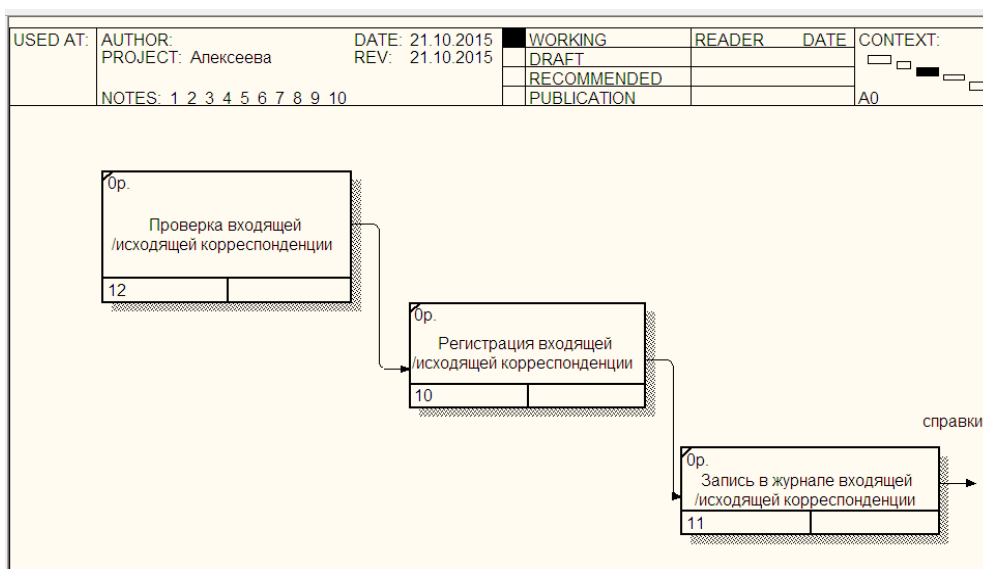 USED AT:
AUTHOR:
DATE: 21.10.2015
PROJECT: Алексеева
REV: 21.10.2015
NOTES: 1 2 3 4 5 6 7 8 9 10
WORKING
DRAFT
RECOMMENDED
PUBLICATION
READER DATE
CONTEXT:
A0
0р.
Проверка входящей
/исходящей корреспонденции
12
0р.
Регистрация входящей
/исходящей корреспонденции
10
справки
0р.
Запись в журнале входящей
/исходящей корреспонденции
11